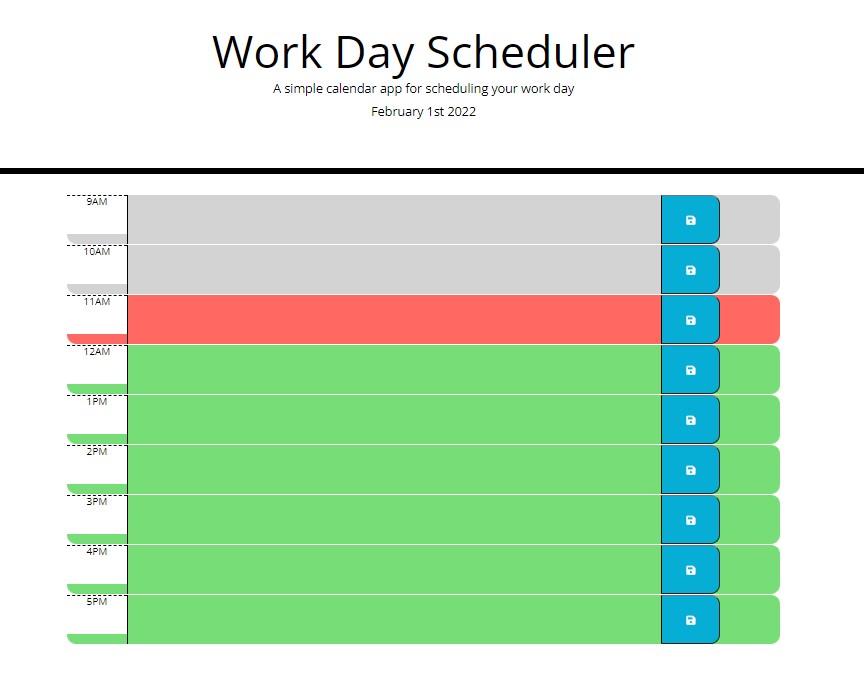 Work Day Scheduler
A simple calendar app for scheduling your work day
February 1st 2022
9AM
10AM
11AM
12AM
1PM
2PM
3PM
4PM
5PM